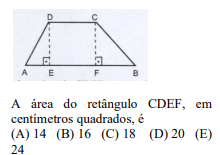 D C
A E F B
A área do retângulo CDEF, em
centímetros quadrados, é
(A) 14 (B) 16 (C) 18 (D) 20 (E)
24